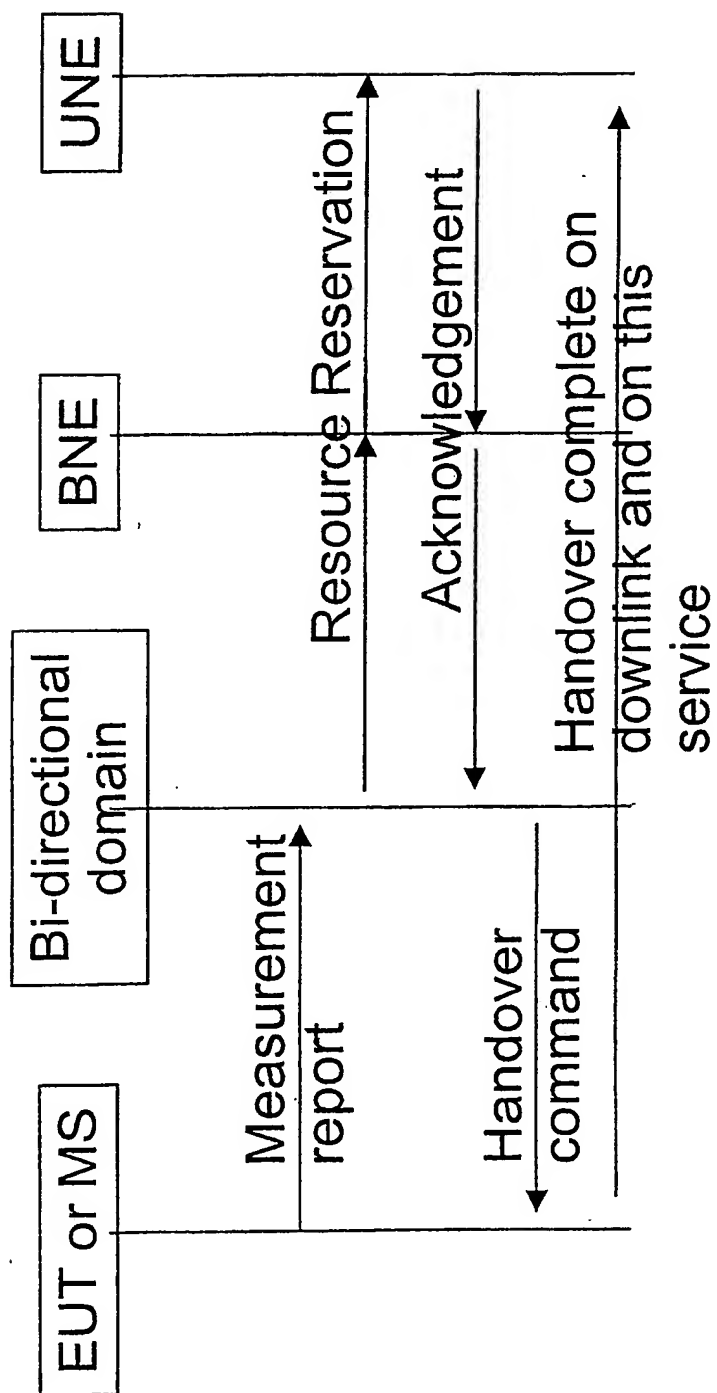 EUT or MS
Bi-directional
domain
BNE
UNE
Measurement
report
Resource Reservation
Acknowledgement
Handover
command
Handover complete on
downlink and on this
service